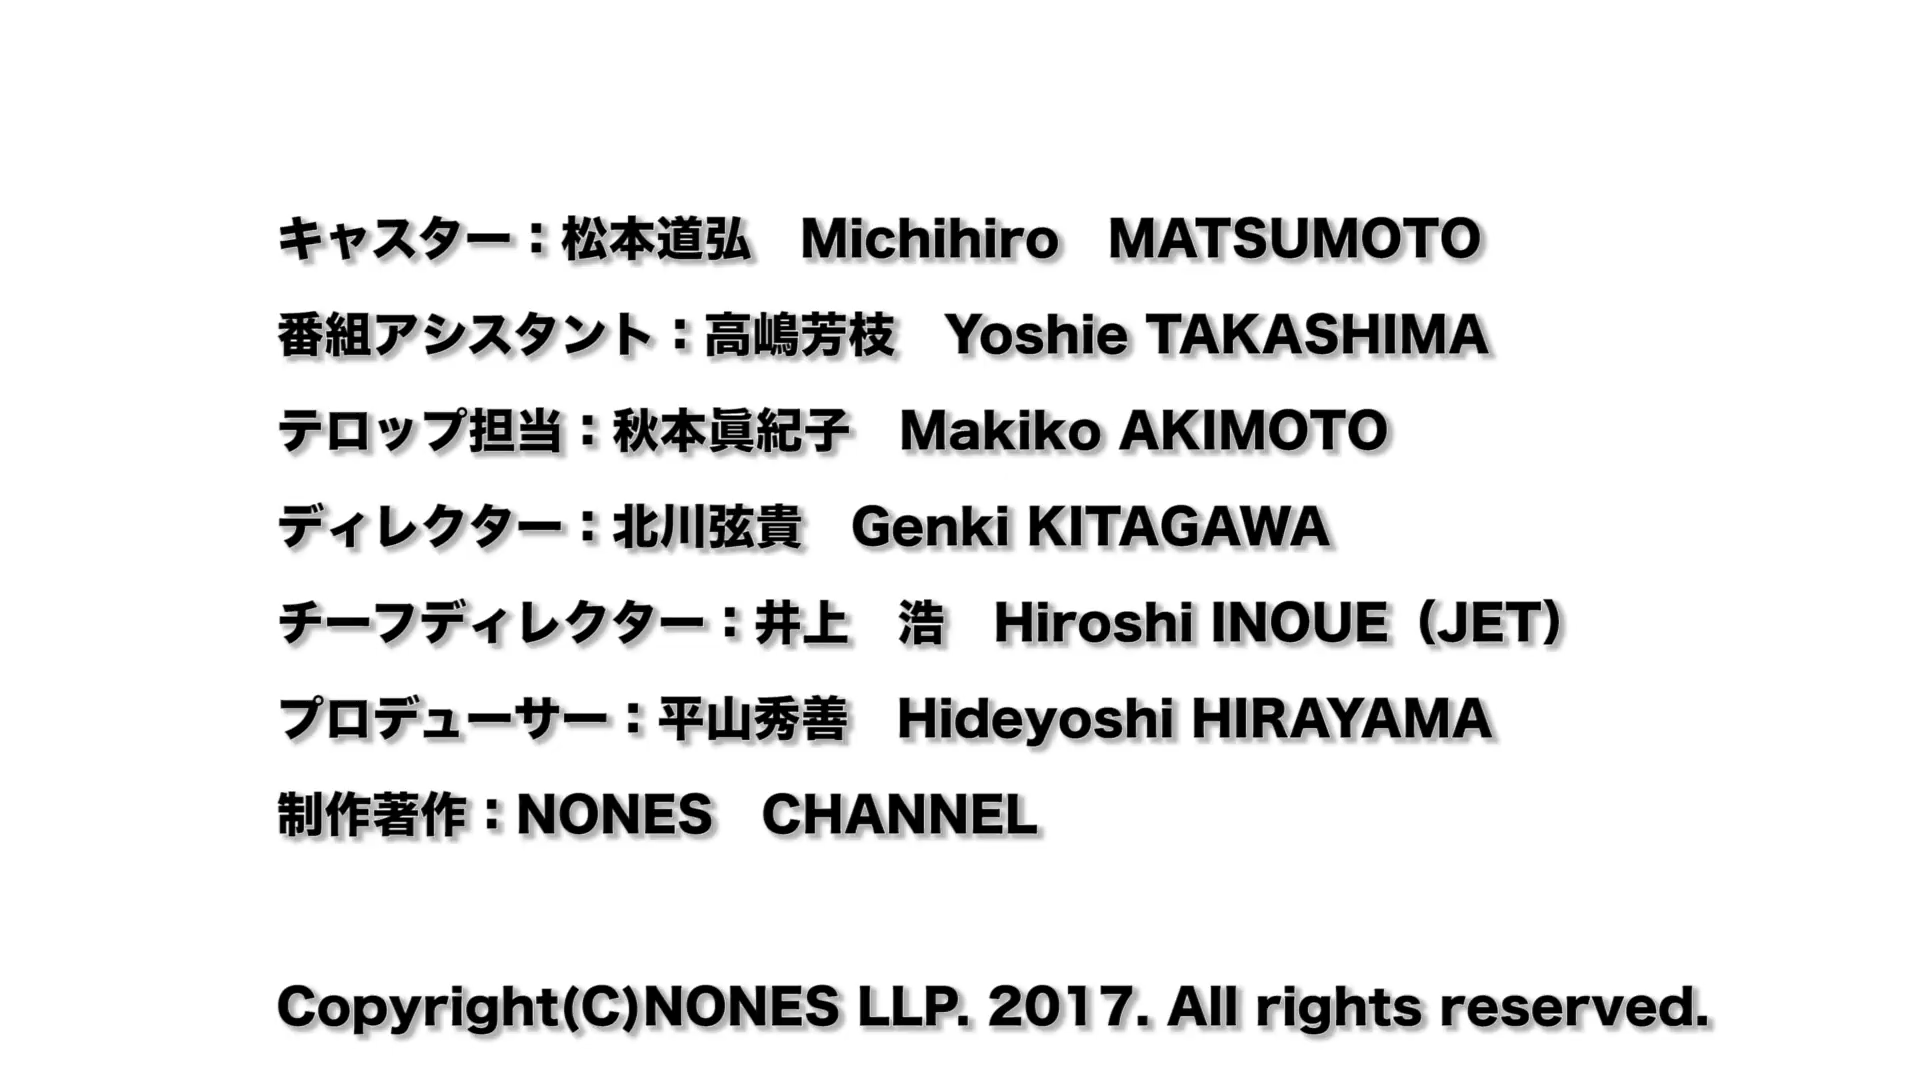 キャスター：松本道弘　Michihiro　MATSUMOTO
番組アシスタント：高嶋芳枝　Yoshie TAKASHIMA
テロップ担当：秋本眞紀子　Makiko AKIMOTO
ディレクター：北川弦貴　Genki KITAGAWA
チーフディレクター：井上　浩　Hiroshi INOUE（JET）
プロデューサー：平山秀善　Hideyoshi HIRAYAMA
制作著作：NONES　CHANNEL
Copyright(C)NONES LLP. 2017. All rights reserved.